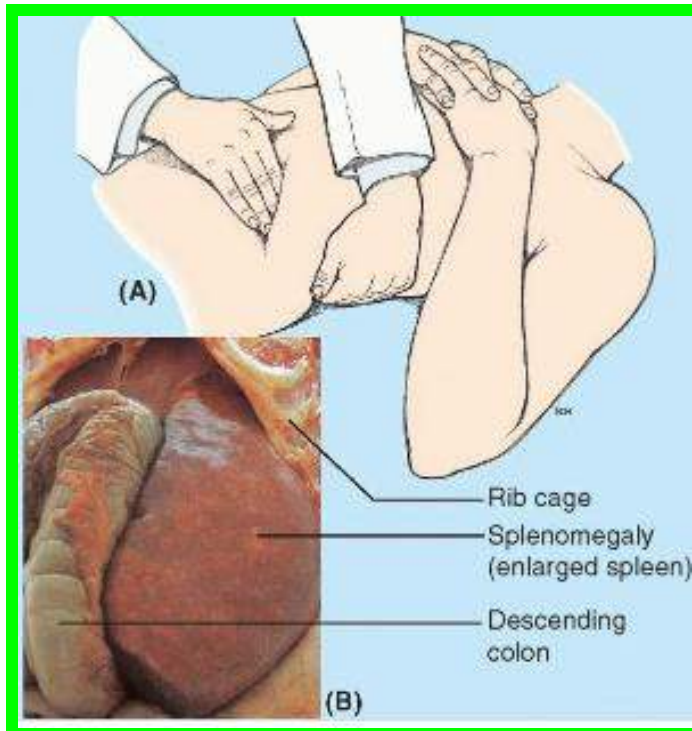 (A)
Rib cage
Splenomegaly
(enlarged spleen)
Descending
colon
(B)